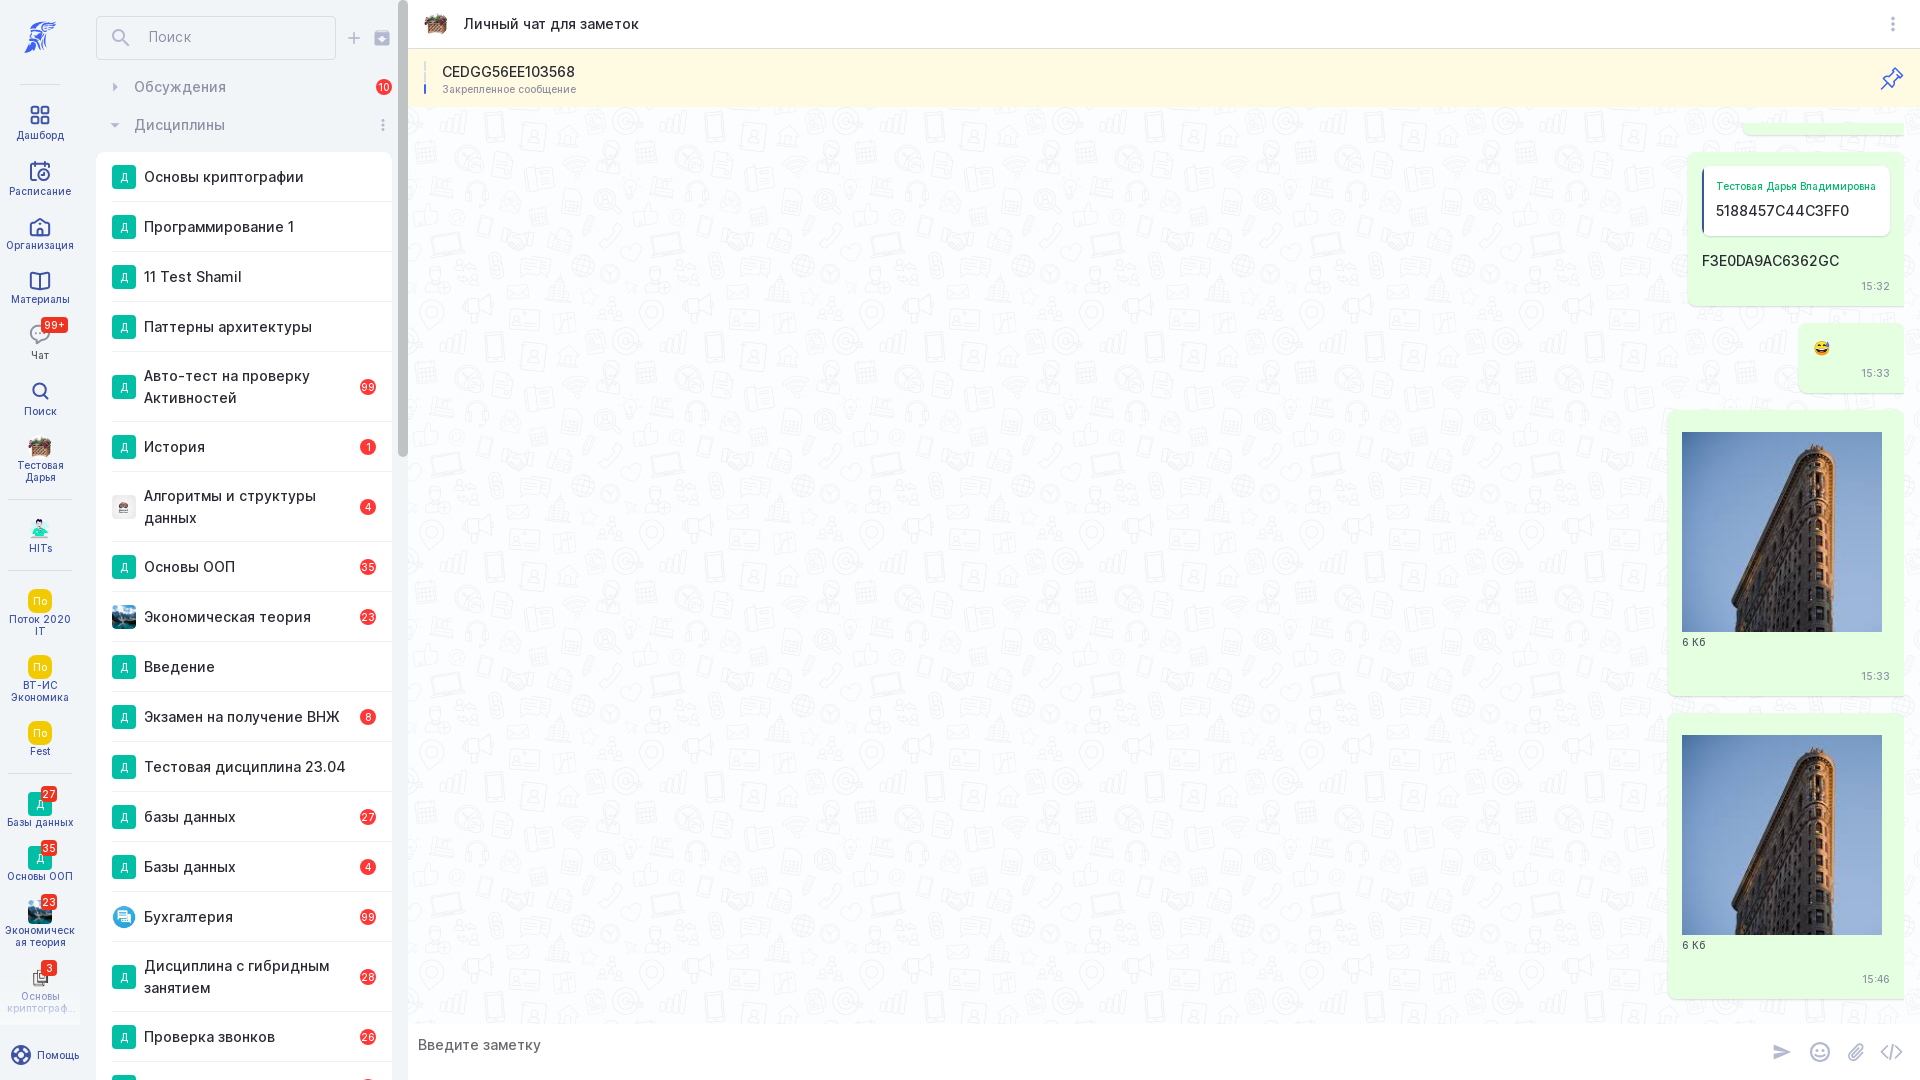 Дашборд
Расписание
Организация
Материалы
99+
Чат
Поиск
Тестовая
Дарья
HITs
По
Поток 2020
IT
По
ВТ-ИС
Экономика
По
Fest
27
Д
Базы данных
35
Д
Основы ООП
23
Экономическ
ая теория
3
Основы
криптограф...
Помощь
Поиск
Обсуждения
10
Дисциплины
Д
Основы криптографии
Д
Программирование 1
Д
11 Test Shamil
Д
Паттерны архитектуры
Д
Авто-тест на проверку
Активностей
99
Д
История
1
Алгоритмы и структуры
данных
4
Д
Основы ООП
35
Экономическая теория
23
Д
Введение
Д
Экзамен на получение ВНЖ
8
Д
Тестовая дисциплина 23.04
Д
базы данных
27
Д
Базы данных
4
Бухгалтерия
99
Д
Дисциплина с гибридным
занятием
28
Д
Проверка звонков
26
Личный чат для заметок
CEDGG56EE103568
Закрепленное сообщение
Тестовая Дарья Владимировна
5188457C44C3FF0
F3E0DA9AC6362GC
15:32
15:33
6 Кб
15:33
6 Кб
15:46
Введите заметку